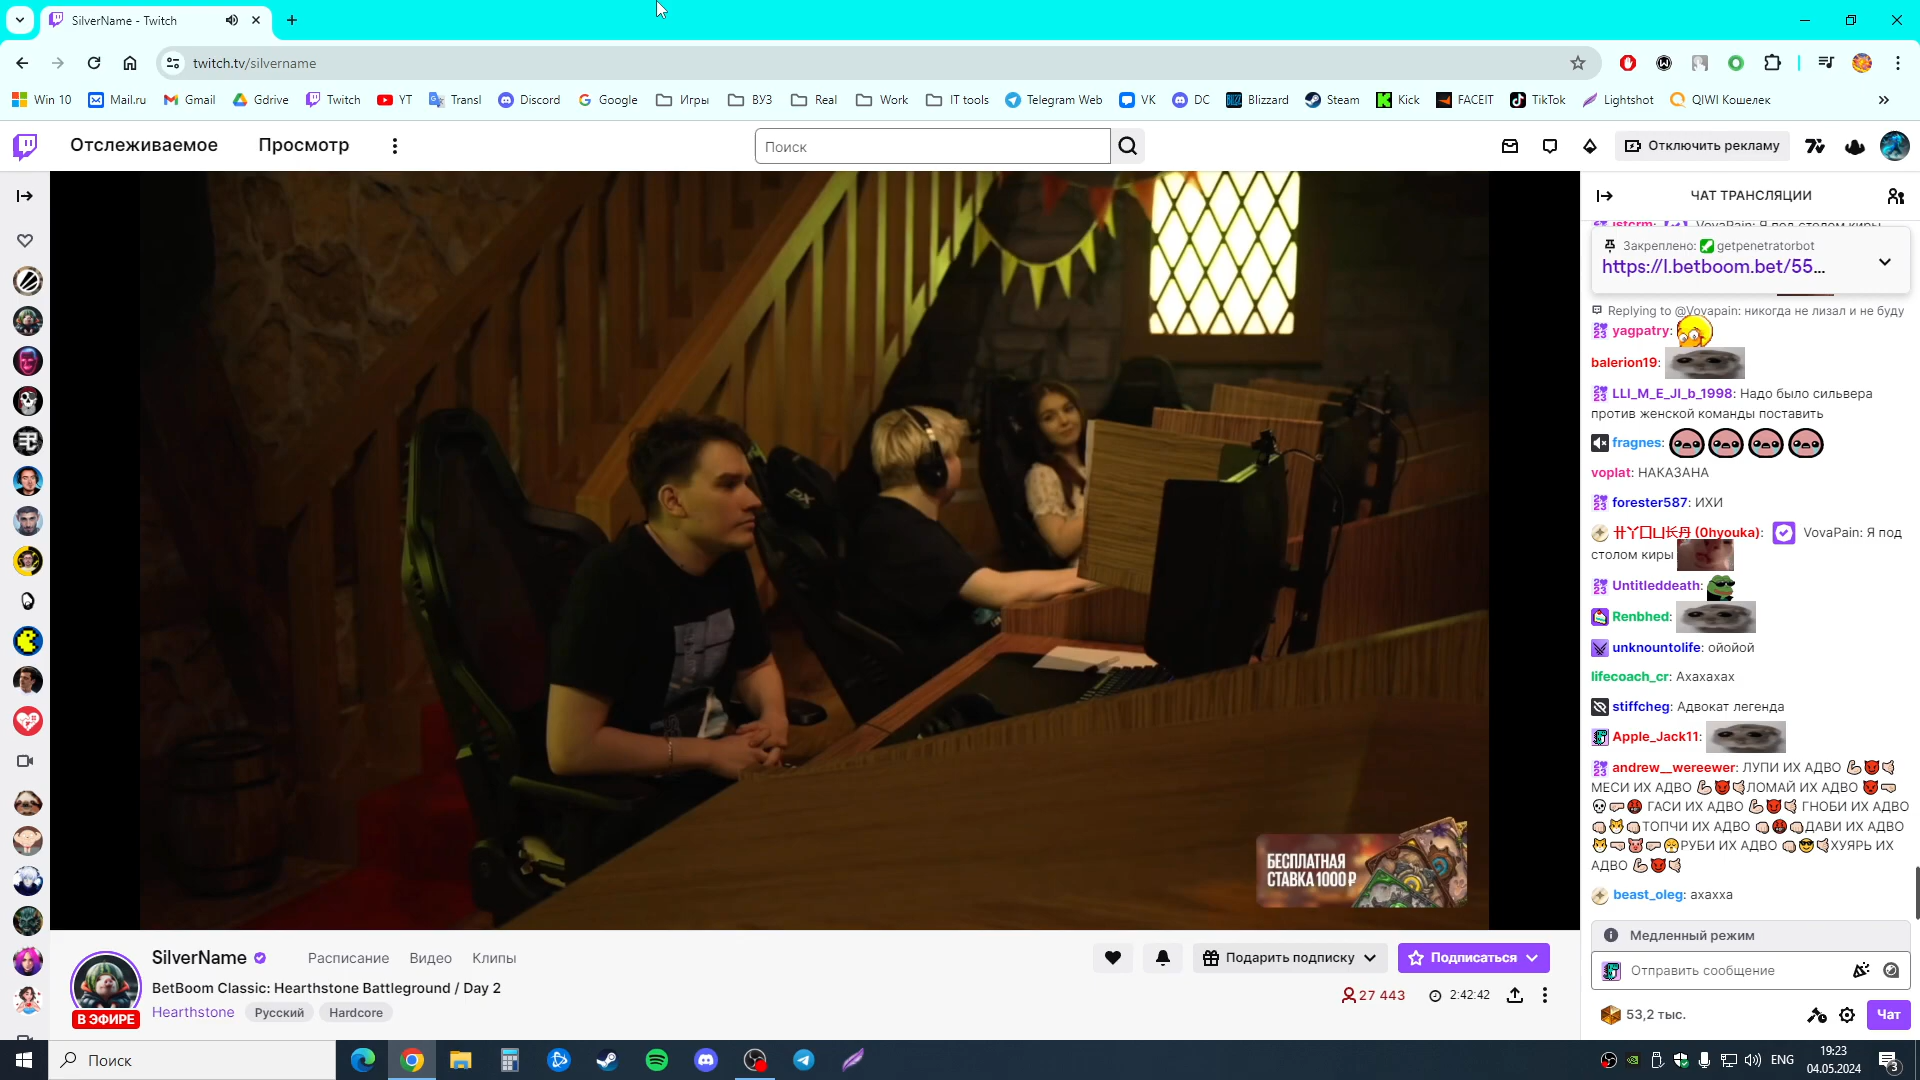 SilverName - Twitch
twitch.tv/silvername
Win 10
Mail.ru
Gmail
Gdrive
Twitch
YT
Transl
Discord
Google
Игры
ВУЗ
Real
Work
IT tools
Telegram Web
VK
DC
Blizzard
Steam
Kick
FACEIT
TikTok
Lightshot
QIWI Кошелек
Отслеживаемое
Просмотр
Поиск
Отключить рекламу
ЧАТ ТРАНСЛЯЦИИ
Закреплено: getpenetratorbot
https://l.betboom.bet/55...
Replying to @Vovapain: никогда не лизал и не буду
yagpatry:
balerion19:
LLI_M_E_JI_b_1998: Надо было сильвера
против женской команды поставить
fragnes:
voplat: НАКАЗАНА
forester587: ИХИ
(0hyouka): VovaPain: Я под
столом киры
Untitleddeath:
Renbhed:
unknountolife: ойойой
lifecoach_cr: Ахахахах
stiffcheg: Адвокат легенда
Apple_Jack11:
andrew__wereewer: ЛУПИ ИХ АДВО 💪😈🤙
МЕСИ ИХ АДВО ЛОМАЙ ИХ АДВО
ГАСИ ИХ АДВО ГНОБИ ИХ АДВО
ТОПЧИ ИХ АДВО ДАВИ ИХ АДВО
РУБИ ИХ АДВО ХУЯРЬ ИХ
АДВО
beast_oleg: ахахха
Медленный режим
Отправить сообщение
53,2 тыс.
Чат
DX
БЕСПЛАТНАЯ
СТАВКА 1000 ₽
SilverName
Расписание
Видео
Клипы
Подарить подписку
Подписаться
BetBoom Classic: Hearthstone Battleground / Day 2
27 443
2:42:42
Hearthstone
Русский
Hardcore
В ЭФИРЕ
Поиск
ENG
19:23
04.05.2024
3